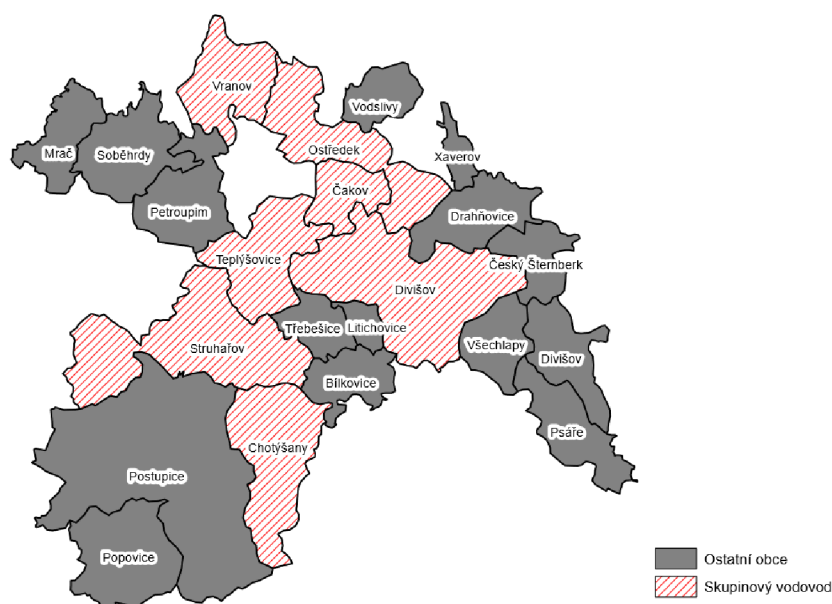 Vranov
Vodslivy
Mrač
Soběhrdy
Ostředek
Xaverov
Čakov
Petroupim
Drahňovice
Teplýšovice
Český Šternberk
Divišov
Třebešice
Litichovice
Struhařov
Všechlapy
Divišov
Bílkovice
Psáře
Chotýšany
Postupice
Popovice
Ostatní obce
Skupinový vodovod